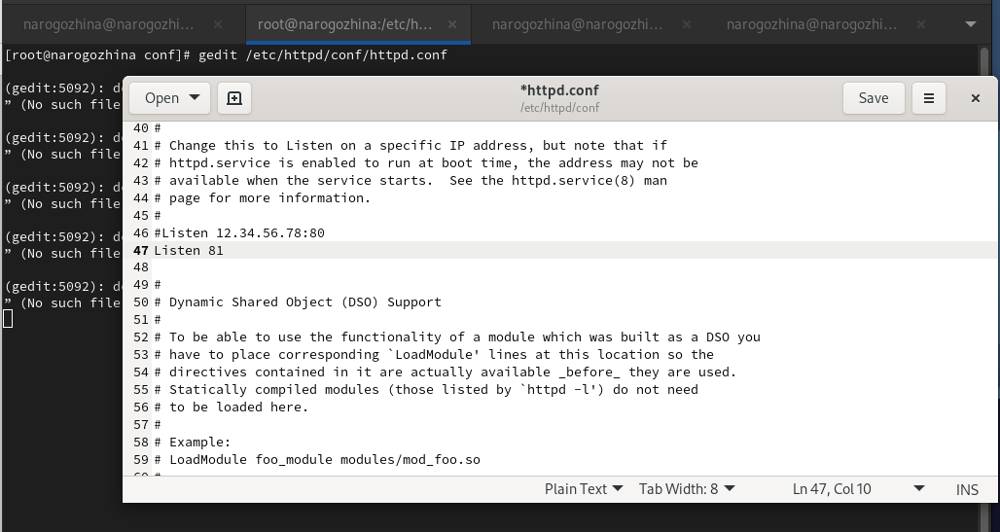 narogozhina@narogozhi... × root@narogozhina:/etc/h... × narogozhina@narogozhi... × narogozhina@narogozhi... ×
[root@narogozhina conf]# gedit /etc/httpd/conf/httpd.conf
(gedit:5092): d
” (No such file
(gedit:5092): d
” (No such file
(gedit:5092): d
” (No such file
(gedit:5092): d
” (No such file
(gedit:5092): d
” (No such file
Open
*httpd.conf
/etc/httpd/conf
Save
40 #
41 # Change this to Listen on a specific IP address, but note that if
42 # httpd.service is enabled to run at boot time, the address may not be
43 # available when the service starts.  See the httpd.service(8) man
44 # page for more information.
45 #
46 #Listen 12.34.56.78:80
47 Listen 81
48
49 #
50 # Dynamic Shared Object (DSO) Support
51 #
52 # To be able to use the functionality of a module which was built as a DSO you
53 # have to place corresponding `LoadModule' lines at this location so the
54 # directives contained in it are actually available _before_ they are used.
55 # Statically compiled modules (those listed by `httpd -l') do not need
56 # to be loaded here.
57 #
58 # Example:
59 # LoadModule foo_module modules/mod_foo.so
60 #
Plain Text Tab Width: 8 Ln 47, Col 10 INS